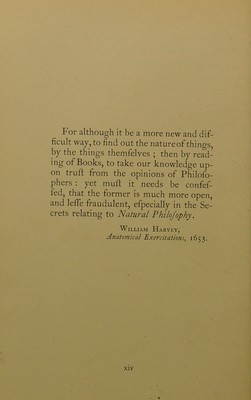 For although it be a more new and dif-
ficult way, to find out the nature of things,
by the things themſelves ; then by read-
ing of Books, to take our knowledge up-
on truſt from the opinions of Philoſo-
phers : yet muſt it needs be confeſ-
ſed, that the former is much more open,
and leſſe fraudulent, eſpecially in the Se-
crets relating to Natural Philoſophy.
William Harvey,
Anatomical Exercitations, 1653.
xiv